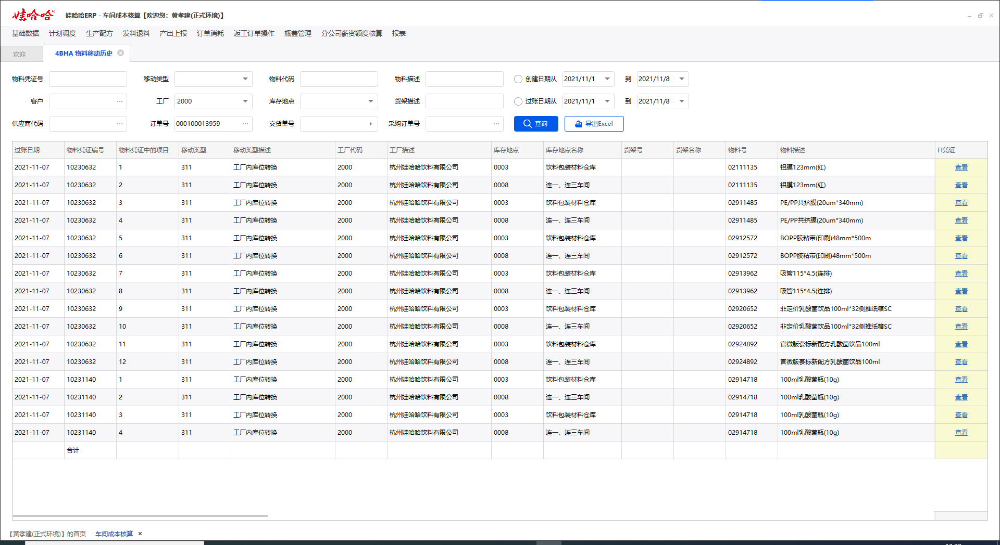 娃哈哈® 娃哈哈ERP - 车间成本核算【欢迎您：黄孝建(正式环境)】
基础数据 计划调度 生产配方 发料退料 产出上报 订单消耗 返工订单操作 瓶盖管理 分公司薪资额度核算 报表
欢迎 4BHA 物料移动历史
物料凭证号 移动类型 物料代码 物料描述 创建日期从 2021/11/1 到 2021/11/8
客户 工厂 2000 库存地点 货架描述 过账日期从 2021/11/1 到 2021/11/8
供应商代码 订单号 000100013959 交货单号 采购订单号 查询 导出Excel
过账日期 物料凭证编号 物料凭证中的项目 移动类型 移动类型描述 工厂代码 工厂描述 库存地点 库存地点名称 货架号 货架名称 物料号 物料描述 FI凭证
2021-11-07 10230632 1 311 工厂内库位转换 2000 杭州娃哈哈饮料有限公司 0003 饮料包装材料仓库 02111135 铝膜123mm(红) 查看
2021-11-07 10230632 2 311 工厂内库位转换 2000 杭州娃哈哈饮料有限公司 0008 连一、连三车间 02111135 铝膜123mm(红) 查看
2021-11-07 10230632 3 311 工厂内库位转换 2000 杭州娃哈哈饮料有限公司 0003 饮料包装材料仓库 02911485 PE/PP共挤膜(20um*340mm) 查看
2021-11-07 10230632 4 311 工厂内库位转换 2000 杭州娃哈哈饮料有限公司 0008 连一、连三车间 02911485 PE/PP共挤膜(20um*340mm) 查看
2021-11-07 10230632 5 311 工厂内库位转换 2000 杭州娃哈哈饮料有限公司 0003 饮料包装材料仓库 02912572 BOPP胶粘带(印刷)48mm*500m 查看
2021-11-07 10230632 6 311 工厂内库位转换 2000 杭州娃哈哈饮料有限公司 0008 连一、连三车间 02912572 BOPP胶粘带(印刷)48mm*500m 查看
2021-11-07 10230632 7 311 工厂内库位转换 2000 杭州娃哈哈饮料有限公司 0003 饮料包装材料仓库 02913962 吸管115*4.5(连排) 查看
2021-11-07 10230632 8 311 工厂内库位转换 2000 杭州娃哈哈饮料有限公司 0008 连一、连三车间 02913962 吸管115*4.5(连排) 查看
2021-11-07 10230632 9 311 工厂内库位转换 2000 杭州娃哈哈饮料有限公司 0003 饮料包装材料仓库 02920652 非定价乳酸菌饮品100ml*32侧推纸箱SC 查看
2021-11-07 10230632 10 311 工厂内库位转换 2000 杭州娃哈哈饮料有限公司 0008 连一、连三车间 02920652 非定价乳酸菌饮品100ml*32侧推纸箱SC 查看
2021-11-07 10230632 11 311 工厂内库位转换 2000 杭州娃哈哈饮料有限公司 0003 饮料包装材料仓库 02924892 官微版套标新配方乳酸菌饮品100ml 查看
2021-11-07 10230632 12 311 工厂内库位转换 2000 杭州娃哈哈饮料有限公司 0008 连一、连三车间 02924892 官微版套标新配方乳酸菌饮品100ml 查看
2021-11-07 10231140 1 311 工厂内库位转换 2000 杭州娃哈哈饮料有限公司 0003 饮料包装材料仓库 02914718 100ml乳酸菌瓶(10g) 查看
2021-11-07 10231140 2 311 工厂内库位转换 2000 杭州娃哈哈饮料有限公司 0008 连一、连三车间 02914718 100ml乳酸菌瓶(10g) 查看
2021-11-07 10231140 3 311 工厂内库位转换 2000 杭州娃哈哈饮料有限公司 0003 饮料包装材料仓库 02914718 100ml乳酸菌瓶(10g) 查看
2021-11-07 10231140 4 311 工厂内库位转换 2000 杭州娃哈哈饮料有限公司 0008 连一、连三车间 02914718 100ml乳酸菌瓶(10g) 查看
合计
【黄孝建(正式环境)】的首页 车间成本核算 ×